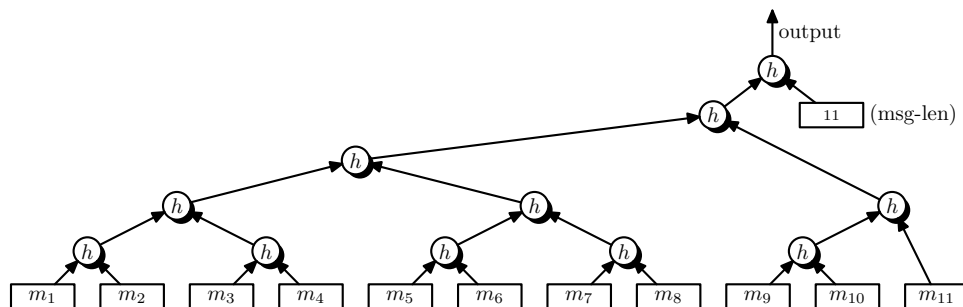 output
h
11 (msg-len)
h
h
h h h
h h h h h
m₁ m₂ m₃ m₄ m₅ m₆ m₇ m₈ m₉ m₁₀ m₁₁